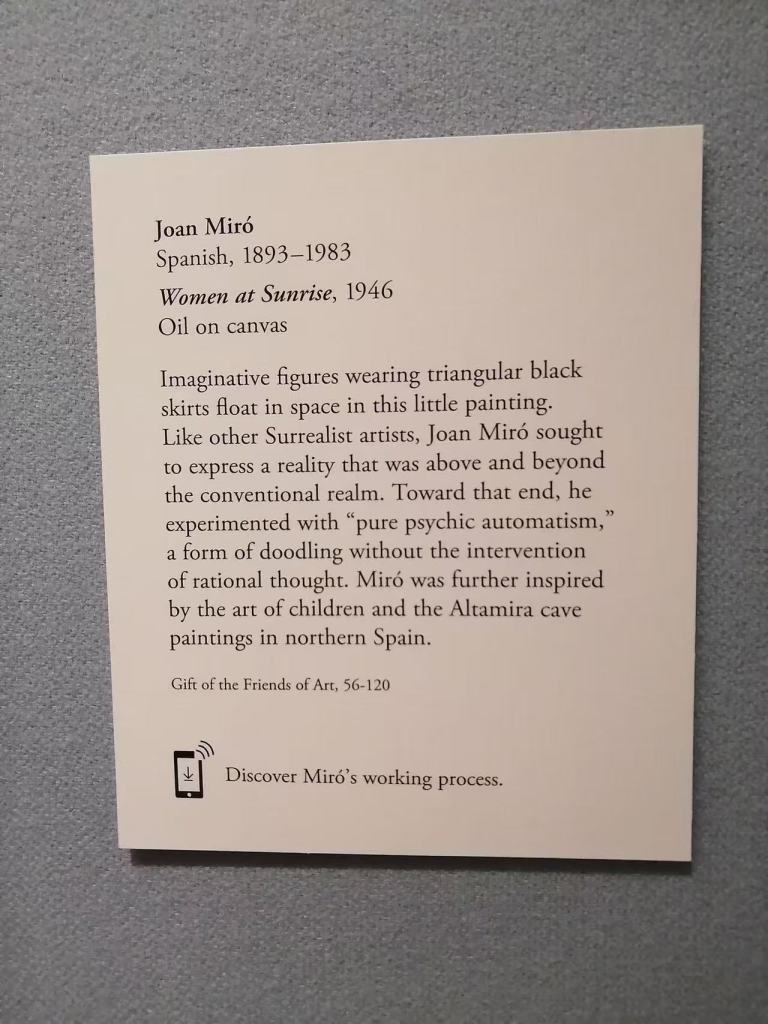 Joan Miró
Spanish, 1893–1983
Women at Sunrise, 1946
Oil on canvas
Imaginative figures wearing triangular black
skirts float in space in this little painting.
Like other Surrealist artists, Joan Miró sought
to express a reality that was above and beyond
the conventional realm. Toward that end, he
experimented with “pure psychic automatism,”
a form of doodling without the intervention
of rational thought. Miró was further inspired
by the art of children and the Altamira cave
paintings in northern Spain.
Gift of the Friends of Art, 56-120
Discover Miró’s working process.